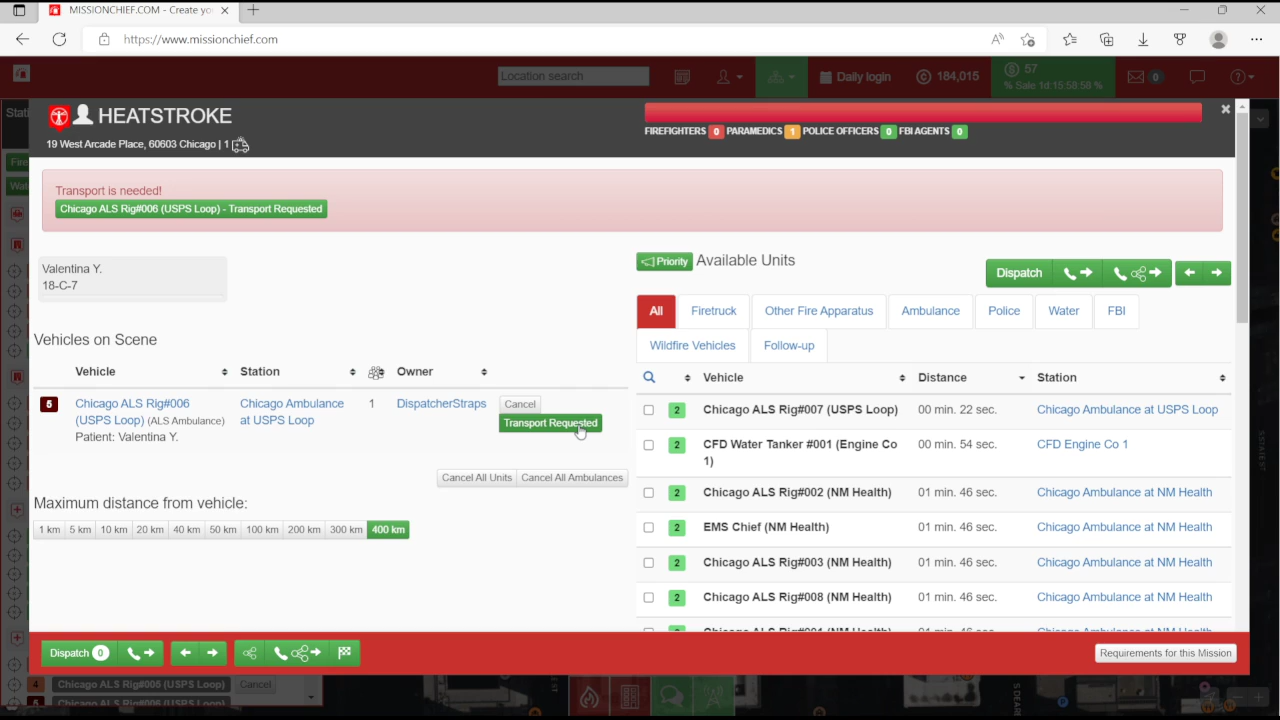 MISSIONCHIEF.COM - Create yo
https://www.missionchief.com
Location search
Daily login
184,015
57
% Sale 1d:15:58:58 %
0
Stati
HEATSTROKE
FIREFIGHTERS 0 PARAMEDICS 1 POLICE OFFICERS 0 FBI AGENTS 0
19 West Arcade Place, 60603 Chicago | 1
Fire
Wat
Transport is needed!
Chicago ALS Rig#006 (USPS Loop) - Transport Requested
Valentina Y.
18-C-7
Priority Available Units
Dispatch
All Firetruck Other Fire Apparatus Ambulance Police Water FBI
Wildfire Vehicles Follow-up
Vehicles on Scene
Vehicle Station Owner
5 Chicago ALS Rig#006 (USPS Loop) (ALS Ambulance)
Patient: Valentina Y.
Chicago Ambulance at USPS Loop
1
DispatcherStraps
Cancel
Transport Requested
Cancel All Units Cancel All Ambulances
Maximum distance from vehicle:
1 km 5 km 10 km 20 km 40 km 50 km 100 km 200 km 300 km 400 km
Vehicle Distance Station
2 Chicago ALS Rig#007 (USPS Loop) 00 min. 22 sec. Chicago Ambulance at USPS Loop
2 CFD Water Tanker #001 (Engine Co 1) 00 min. 54 sec. CFD Engine Co 1
2 Chicago ALS Rig#002 (NM Health) 01 min. 46 sec. Chicago Ambulance at NM Health
2 EMS Chief (NM Health) 01 min. 46 sec. Chicago Ambulance at NM Health
2 Chicago ALS Rig#003 (NM Health) 01 min. 46 sec. Chicago Ambulance at NM Health
2 Chicago ALS Rig#008 (NM Health) 01 min. 46 sec. Chicago Ambulance at NM Health
Dispatch 0
Requirements for this Mission
4 Chicago ALS Rig#005 (USPS Loop) Cancel